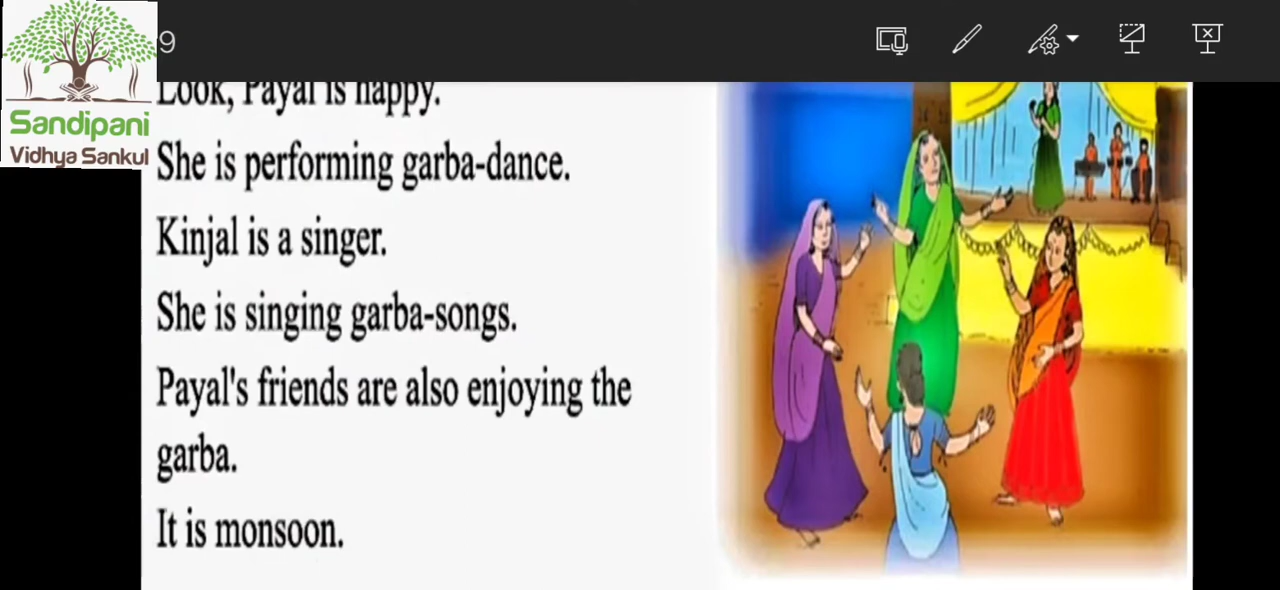 9
Sandipani
Vidhya Sankul
Look, Payal is happy.
She is performing garba-dance.
Kinjal is a singer.
She is singing garba-songs.
Payal's friends are also enjoying the
garba.
It is monsoon.